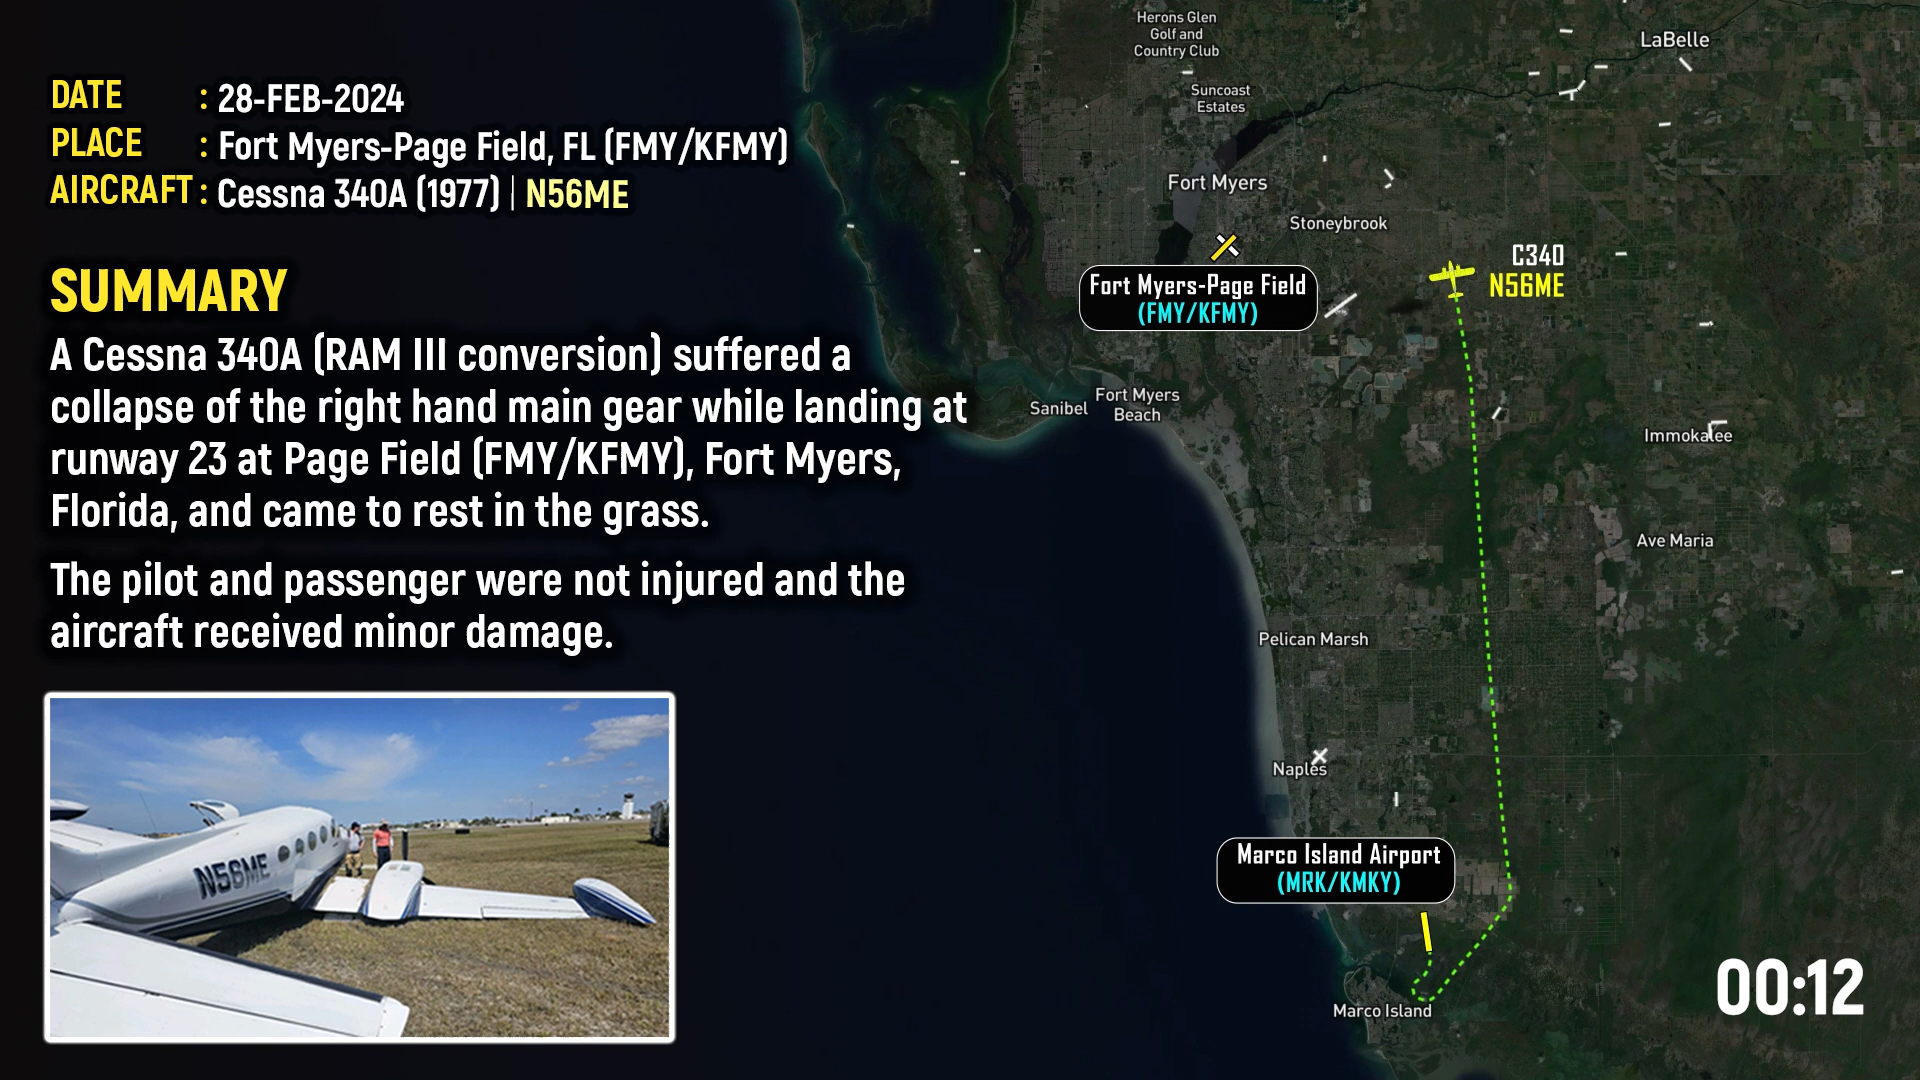 DATE : 28-FEB-2024
PLACE : Fort Myers-Page Field, FL (FMY/KFMY)
AIRCRAFT : Cessna 340A (1977) | N56ME
SUMMARY
A Cessna 340A (RAM III conversion) suffered a
collapse of the right hand main gear while landing at
runway 23 at Page Field (FMY/KFMY), Fort Myers,
Florida, and came to rest in the grass.
The pilot and passenger were not injured and the
aircraft received minor damage.
N56ME
Herons Glen
Golf and
Country Club
LaBelle
Suncoast
Estates
Fort Myers
Stoneybrook
C340
N56ME
Fort Myers-Page Field
(FMY/KFMY)
Sanibel
Fort Myers
Beach
Immokalee
Ave Maria
Pelican Marsh
Naples
Marco Island Airport
(MRK/KMKY)
Marco Island
00:12